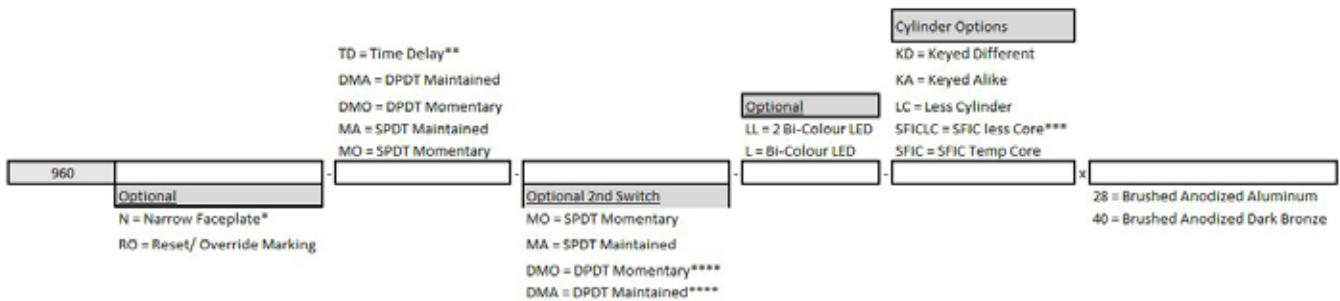 Cylinder Options
TD = Time Delay**
KD = Keyed Different
DMA = DPDT Maintained
KA = Keyed Alike
DMO = DPDT Momentary
Optional
LC = Less Cylinder
MA = SPDT Maintained
LL = 2 Bi-Colour LED
SFICLC = SFIC less Core***
MO = SPDT Momentary
L = Bi-Colour LED
SFIC = SFIC Temp Core
960 - - - - x
Optional
Optional 2nd Switch
28 = Brushed Anodized Aluminum
N = Narrow Faceplate*
MO = SPDT Momentary
40 = Brushed Anodized Dark Bronze
RO = Reset/ Override Marking
MA = SPDT Maintained
DMO = DPDT Momentary****
DMA = DPDT Maintained****